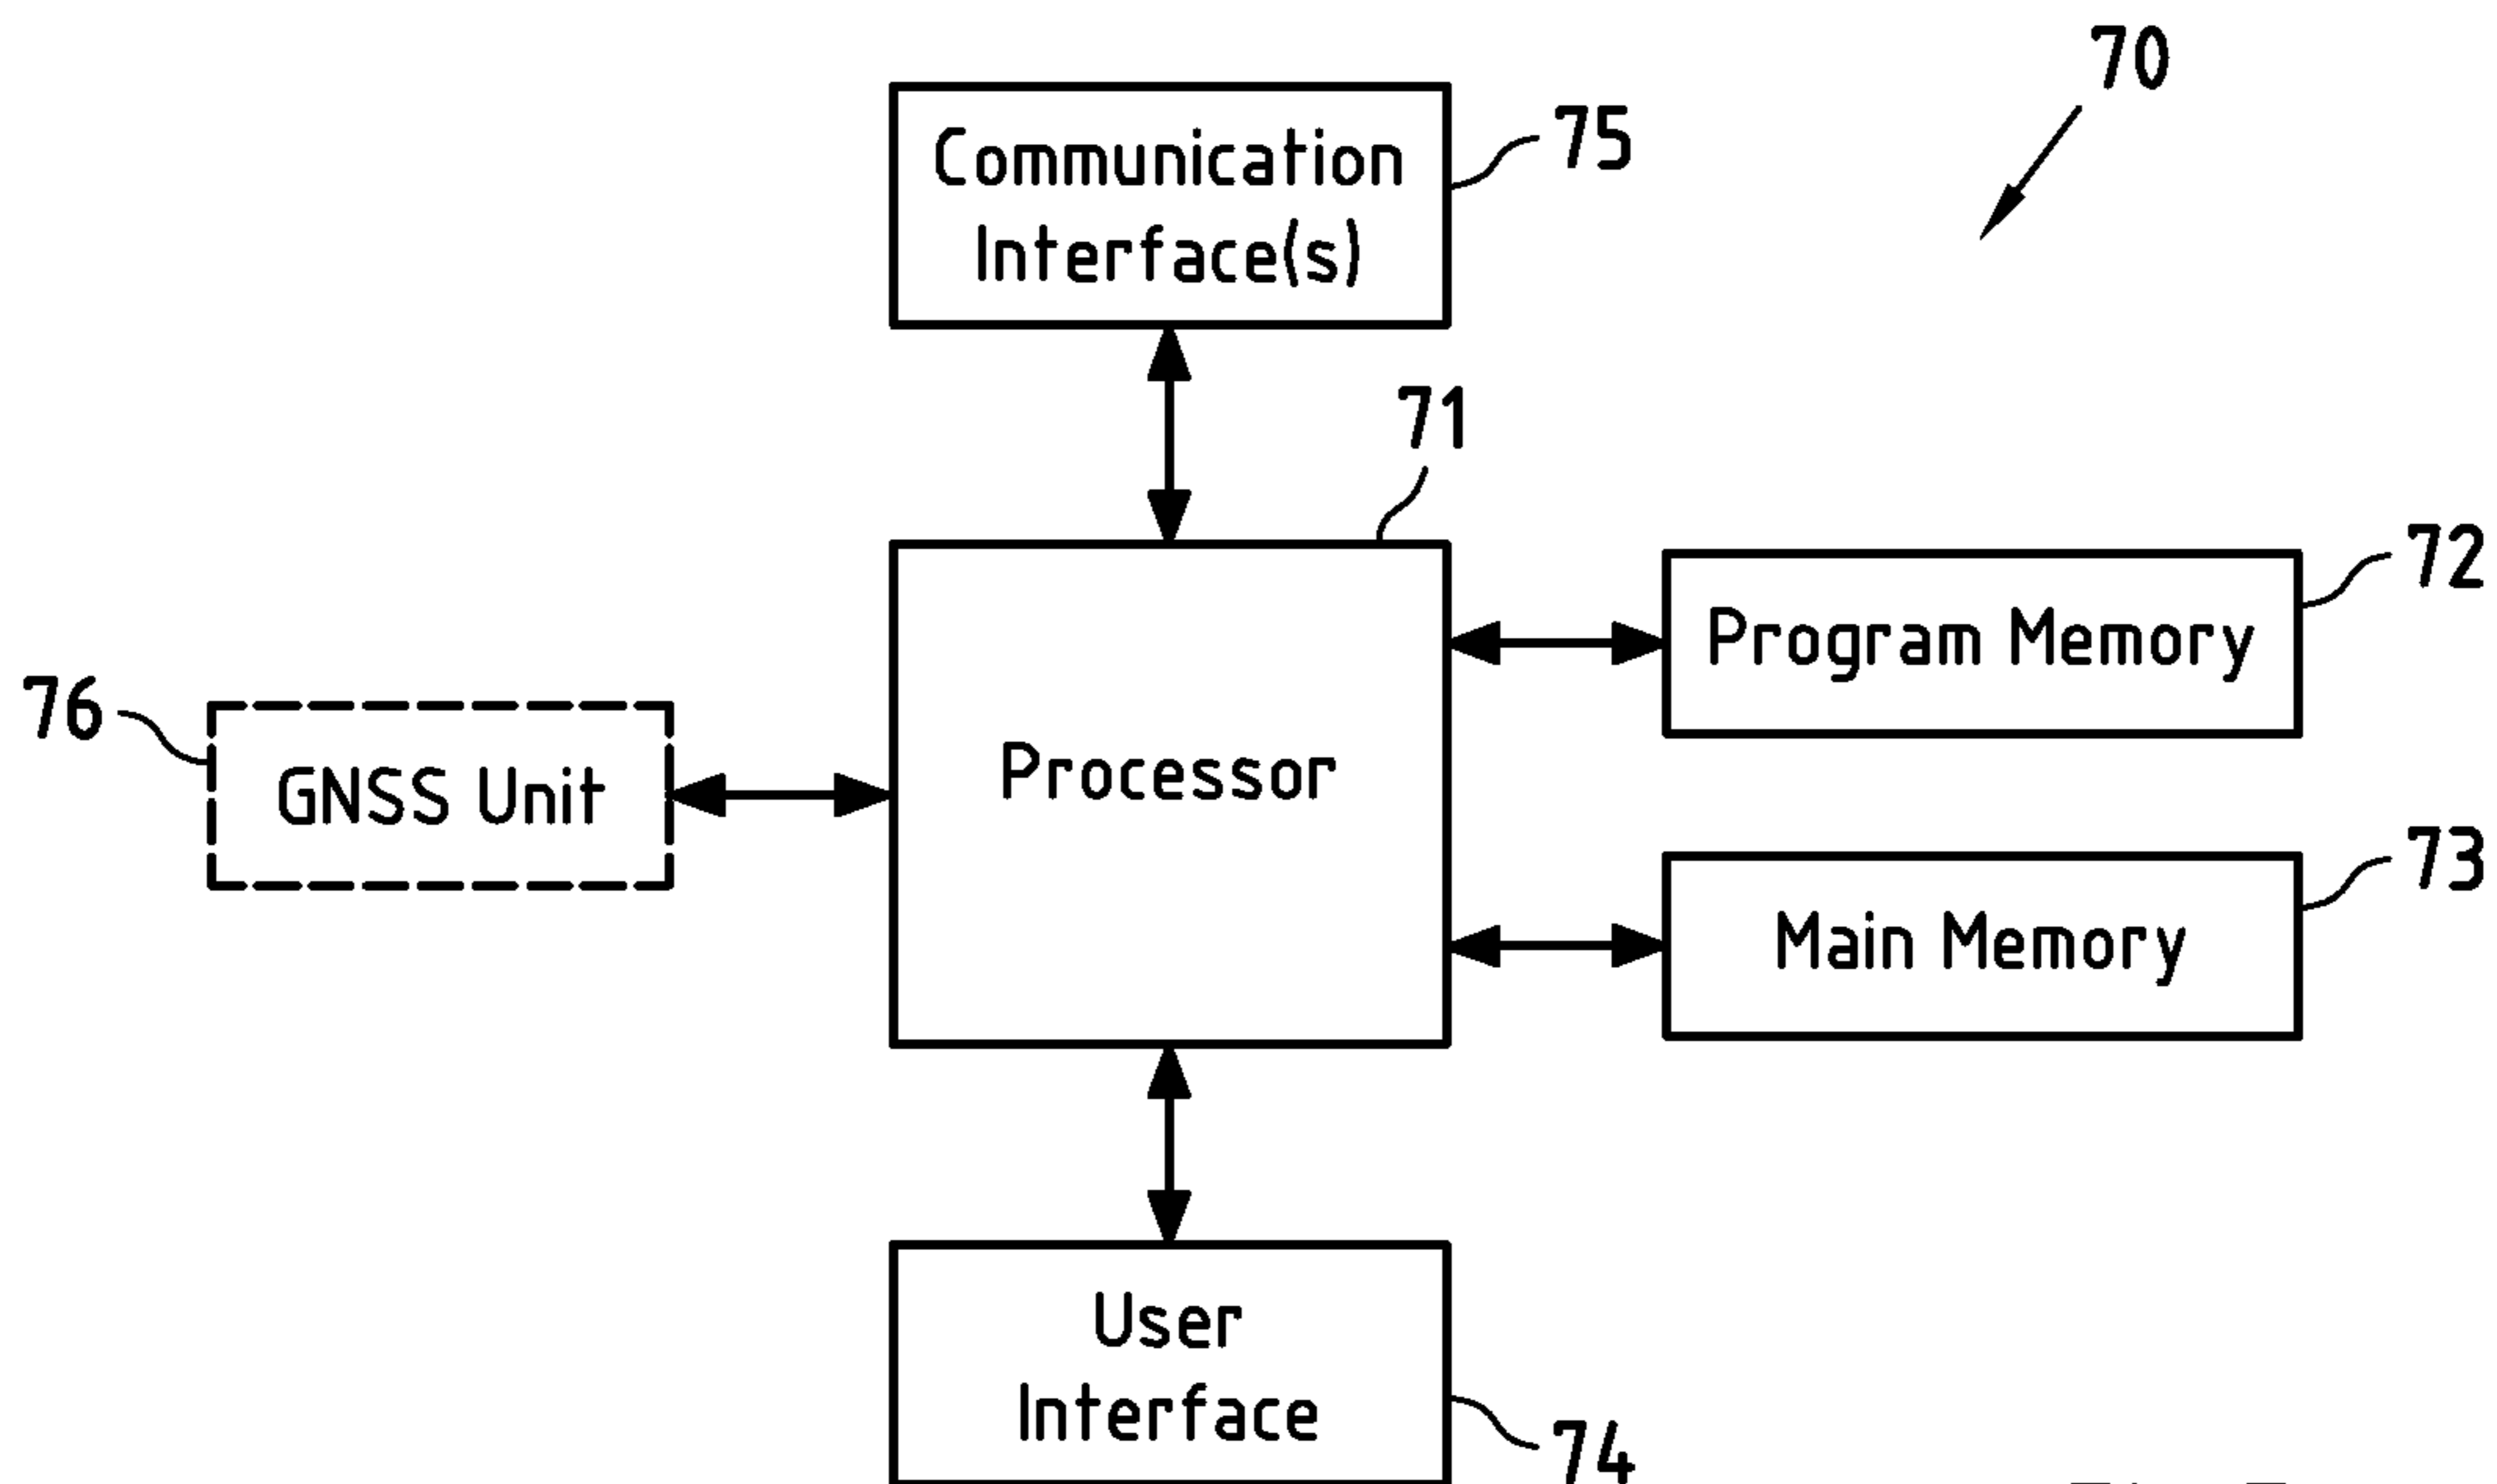 70
Communication
Interface(s)
75
71
Program Memory
72
76
GNSS Unit
Processor
Main Memory
73
User
Interface
74